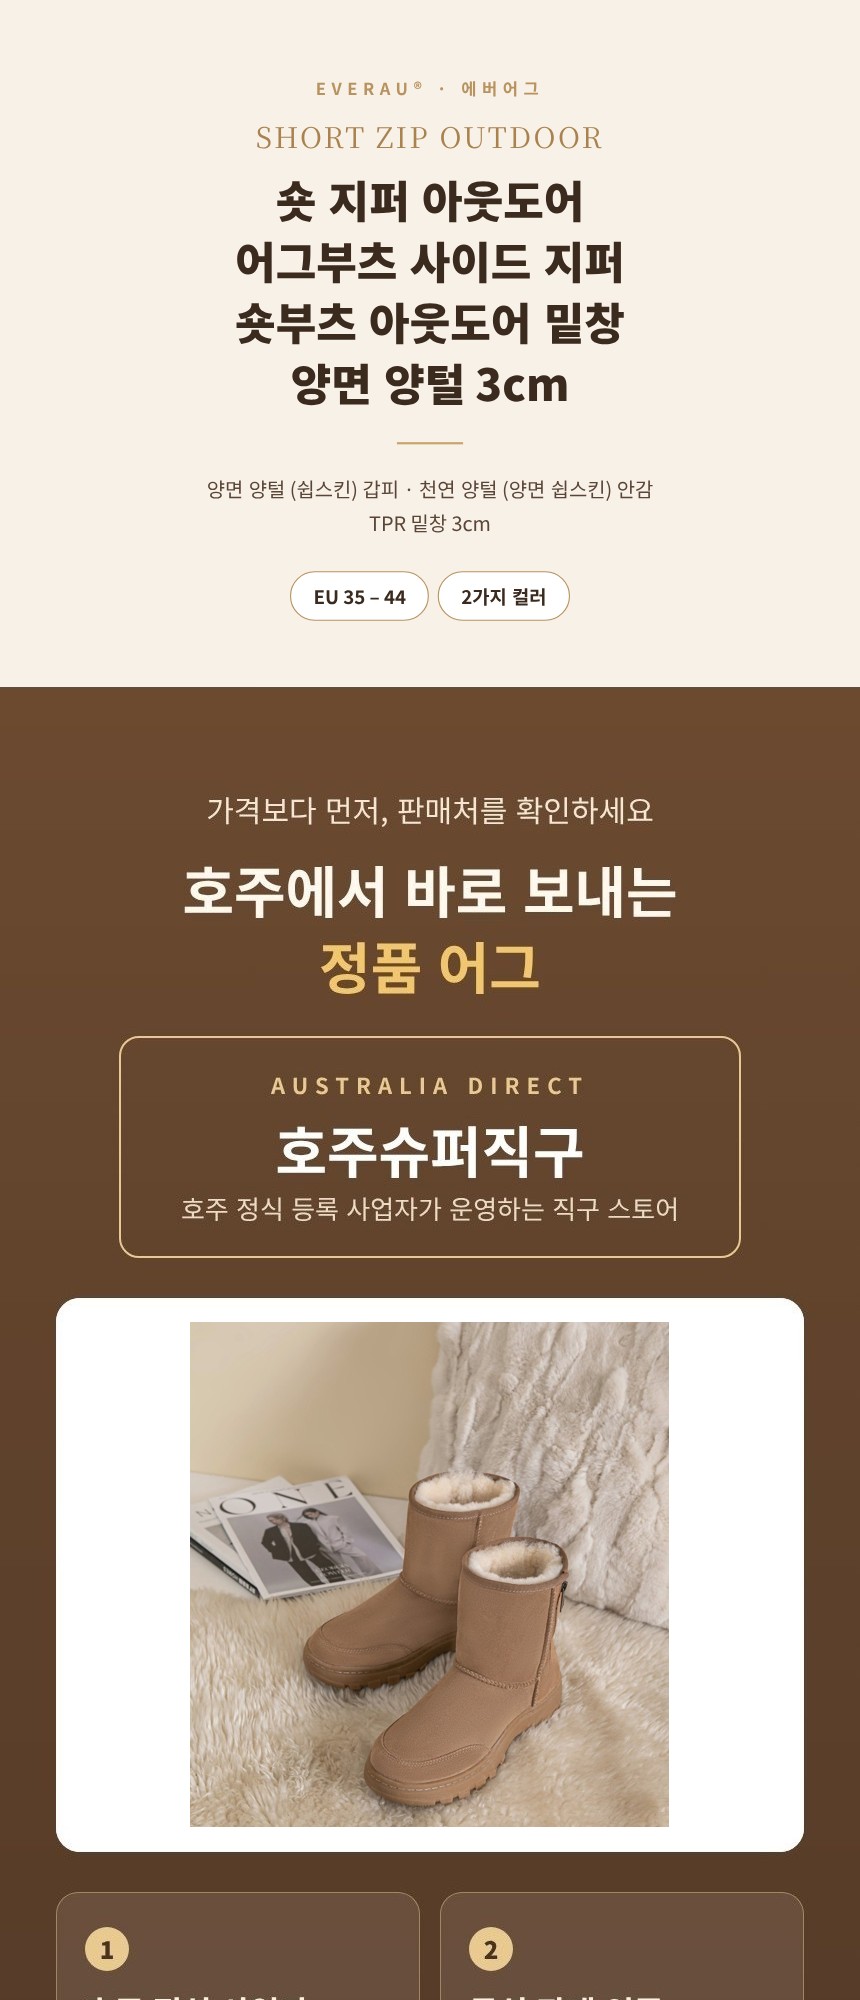 EVERAU® · 에버어그
SHORT ZIP OUTDOOR
숏 지퍼 아웃도어
어그부츠 사이드 지퍼
숏부츠 아웃도어 밑창
양면 양털 3cm
양면 양털 (쉽스킨) 갑피 · 천연 양털 (양면 쉽스킨) 안감
TPR 밑창 3cm
EU 35 – 44
2가지 컬러
가격보다 먼저, 판매처를 확인하세요
호주에서 바로 보내는
정품 어그
AUSTRALIA DIRECT
호주슈퍼직구
호주 정식 등록 사업자가 운영하는 직구 스토어
ONE
1
2